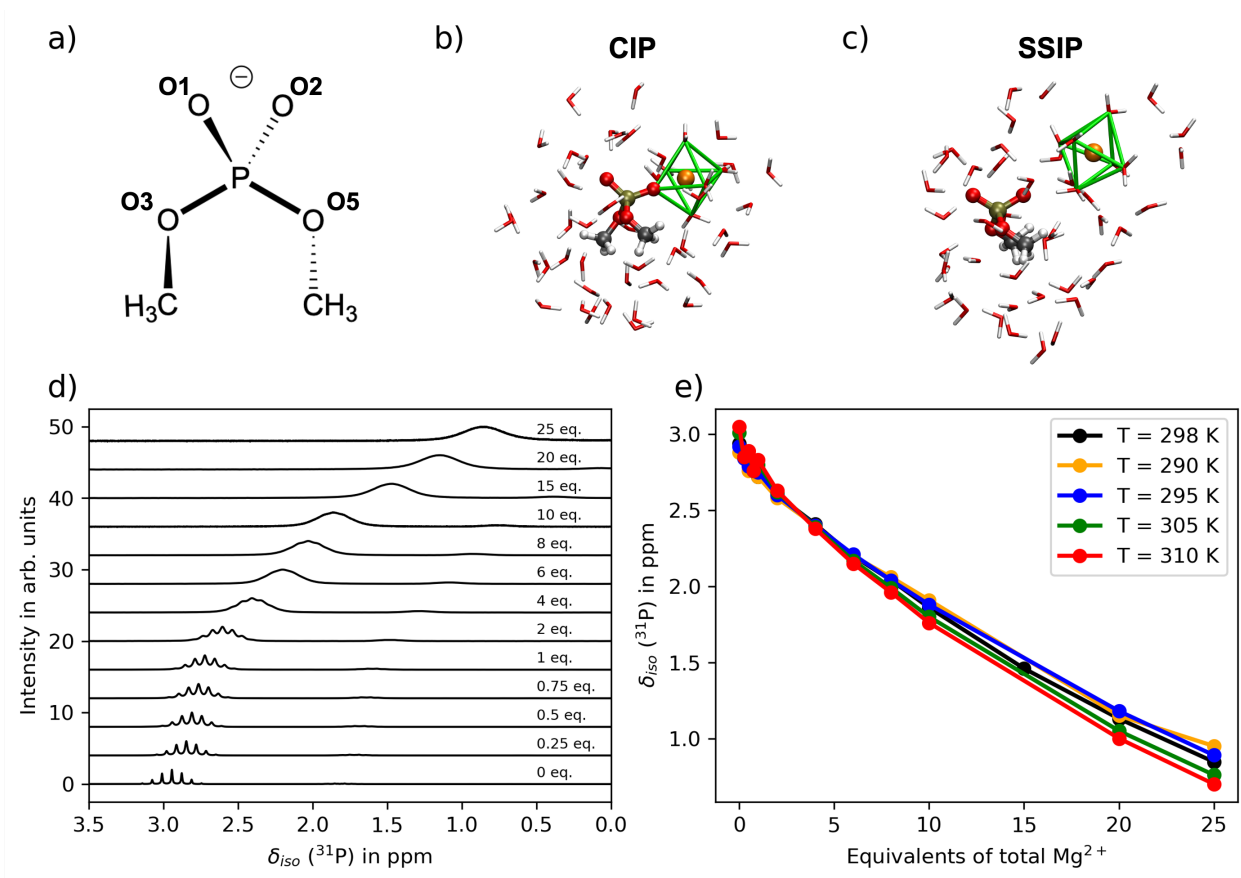 a)
O1
⊖
O2
O
O
P
O3
O5
O
O
H₃C
CH₃
b)
CIP
c)
SSIP
d)
50
40
30
20
10
0
Intensity in arb. units
25 eq.
20 eq.
15 eq.
10 eq.
8 eq.
6 eq.
4 eq.
2 eq.
1 eq.
0.75 eq.
0.5 eq.
0.25 eq.
0 eq.
3.5 3.0 2.5 2.0 1.5 1.0 0.5 0.0
δ_iso (³¹P) in ppm
e)
3.0
2.5
2.0
1.5
1.0
δ_iso (³¹P) in ppm
T = 298 K
T = 290 K
T = 295 K
T = 305 K
T = 310 K
0 5 10 15 20 25
Equivalents of total Mg²⁺